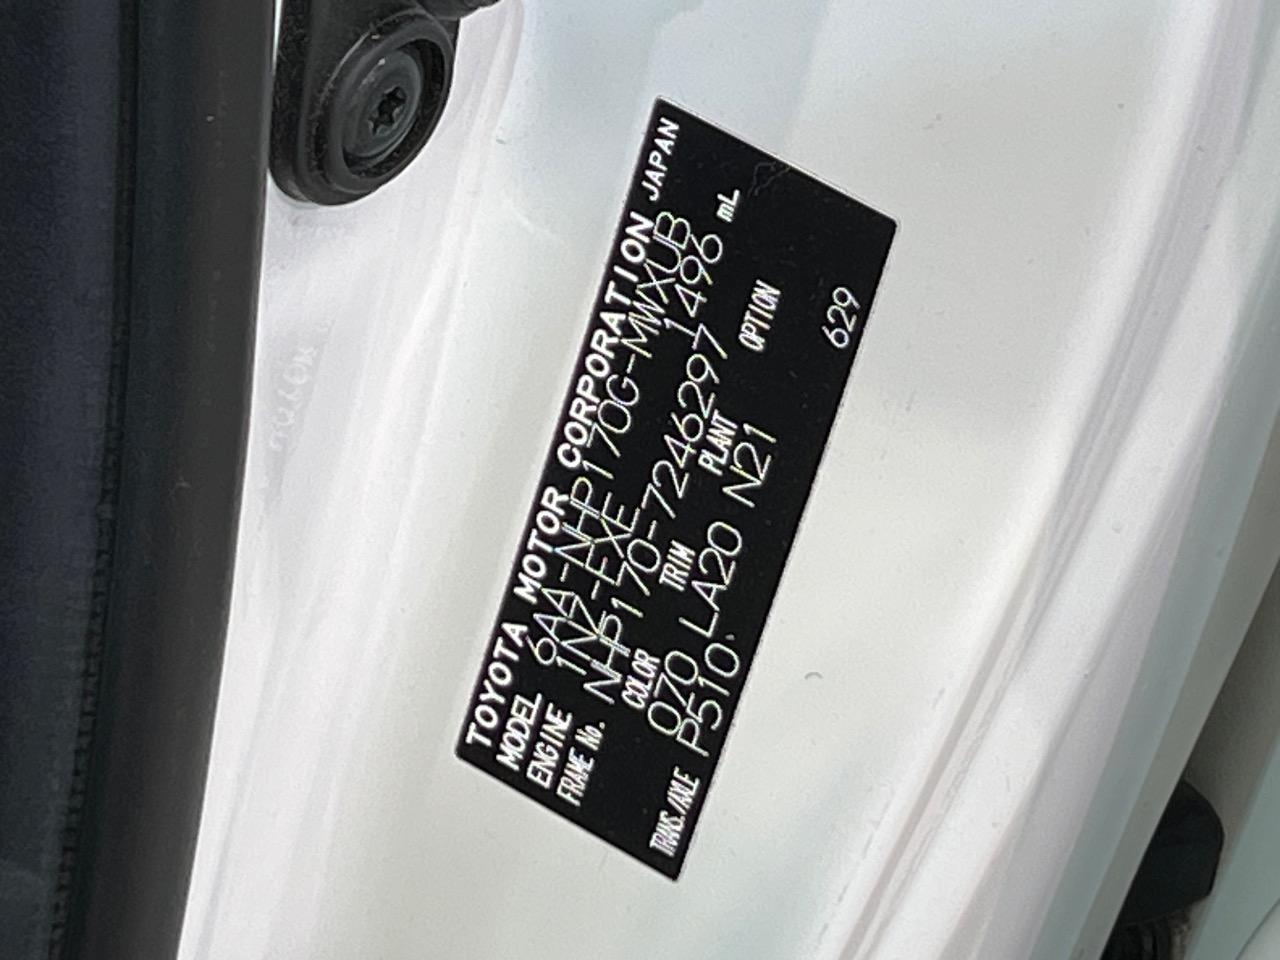 TOYOTA MOTOR CORPORATION JAPAN
MODEL 6AA-NHP170G-MWXUB
ENGINE 1NZ-FXE 1496 mL
FRAME No. NHP170-7246297
COLOR TRIM PLANT OPTION
070 LA20 N21
TRANS./AXLE P510
629